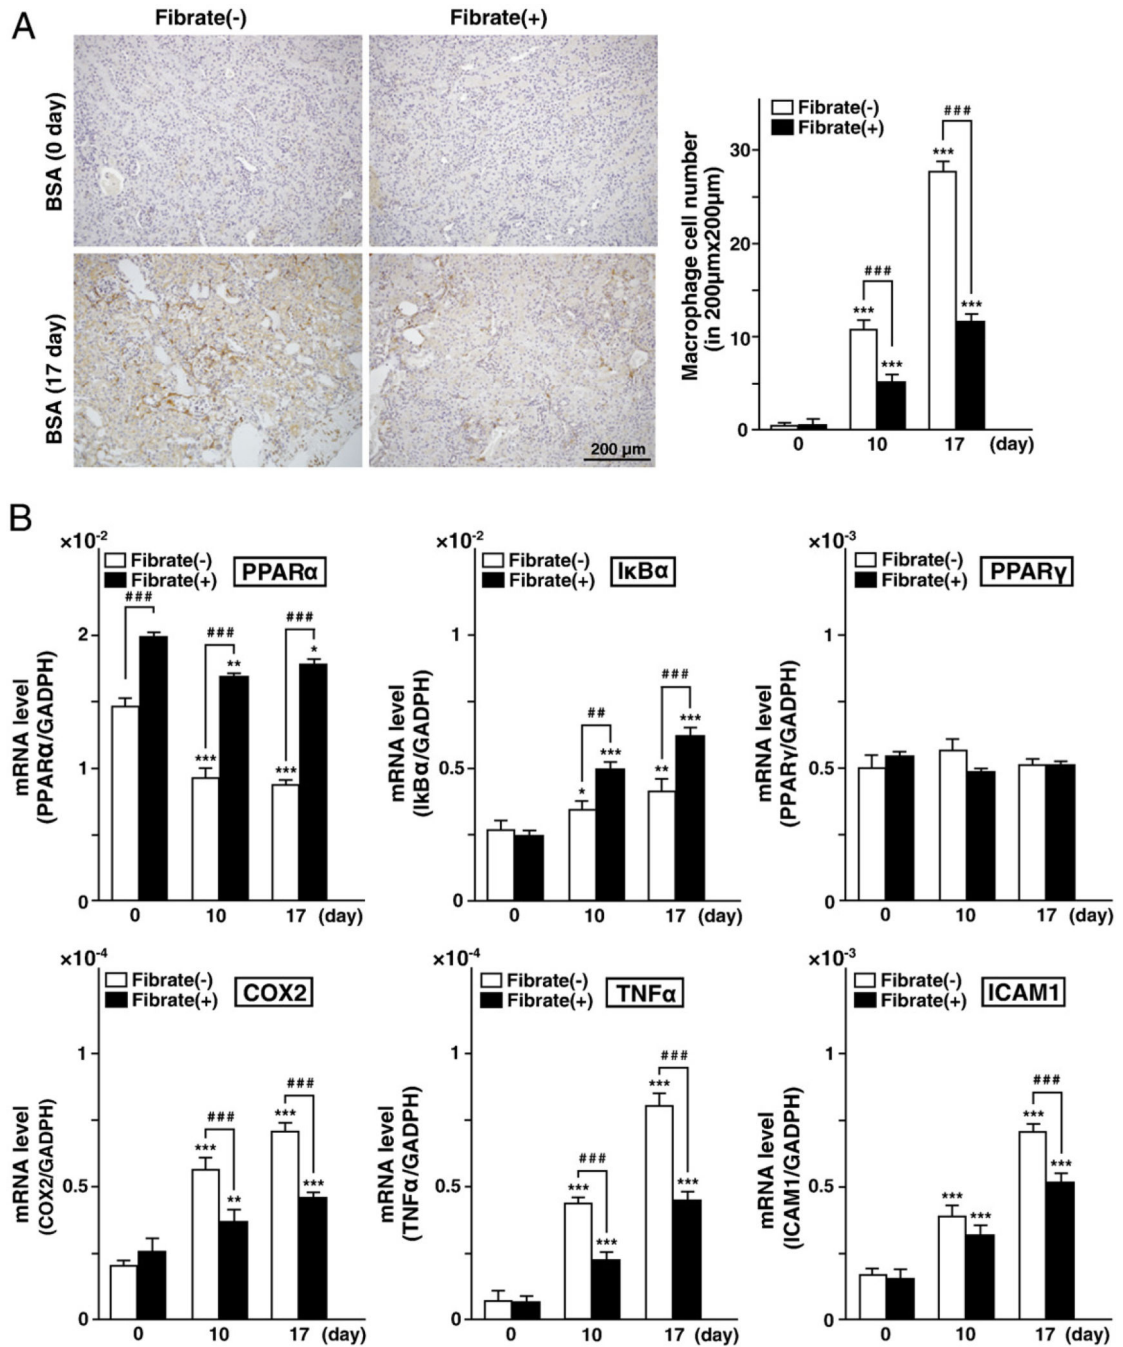 A
Fibrate(-)
Fibrate(+)
BSA (0 day)
BSA (17 day)
200 μm
Macrophage cell number
(in 200μmx200μm)
Fibrate(-)
Fibrate(+)
30
20
10
0
***
***
###
***
***
###
0 10 17 (day)
B
×10-2
Fibrate(-)
Fibrate(+)
PPARα
mRNA level
(PPARα/GADPH)
2
1
0
###
***
###
**
***
###
*
0 10 17 (day)
×10-2
Fibrate(-)
Fibrate(+)
IκBα
mRNA level
(IκBα/GADPH)
1
0.5
0
*
##
***
**
###
***
0 10 17 (day)
×10-3
Fibrate(-)
Fibrate(+)
PPARγ
mRNA level
(PPARγ/GADPH)
1
0.5
0
0 10 17 (day)
×10-4
Fibrate(-)
Fibrate(+)
COX2
mRNA level
(COX2/GADPH)
1
0.5
0
***
###
**
***
###
***
0 10 17 (day)
×10-4
Fibrate(-)
Fibrate(+)
TNFα
mRNA level
(TNFα/GADPH)
1
0.5
0
***
###
***
***
###
***
0 10 17 (day)
×10-3
Fibrate(-)
Fibrate(+)
ICAM1
mRNA level
(ICAM1/GADPH)
1
0.5
0
***
***
***
###
***
0 10 17 (day)